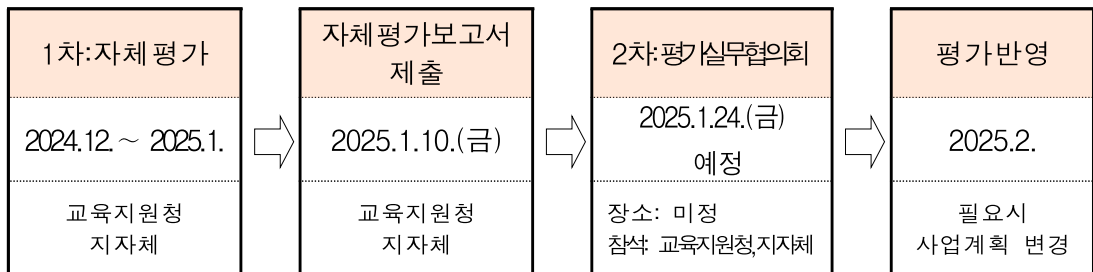 1차:자체평가
2024.12.~ 2025.1.
교육지원청
지자체
자체평가보고서
제출
2025.1.10.(금)
교육지원청
지자체
2차:평가실무협의회
2025.1.24.(금)
예정
장소: 미정
참석: 교육지원청,지자체
평가반영
2025.2.
필요시
사업계획 변경